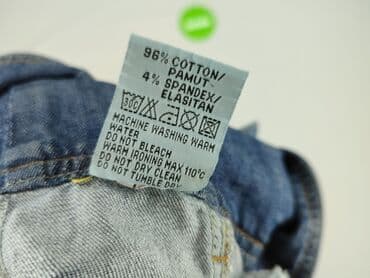 96% COTTON/
PAMUT-
4% SPANDEX/
ELASITAN
MACHINE WASHING WARM
WATER
DO NOT BLEACH
WARM IRONING MAX 110°C
DO NOT DRY CLEAN
DO NOT TUMBLE DRY